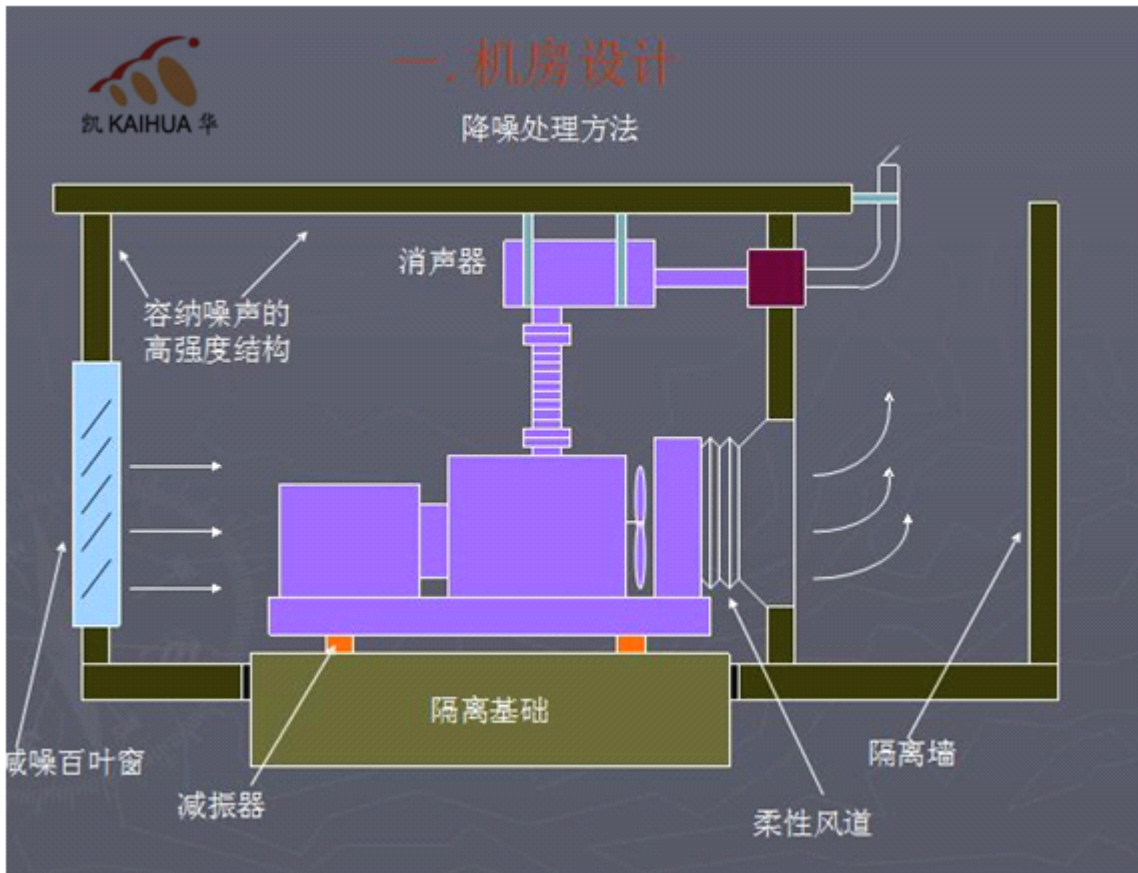 一.机房设计
凯 KAIHUA 华
降噪处理方法
消声器
容纳噪声的
高强度结构
隔离基础
减噪百叶窗
隔离墙
减振器
柔性风道